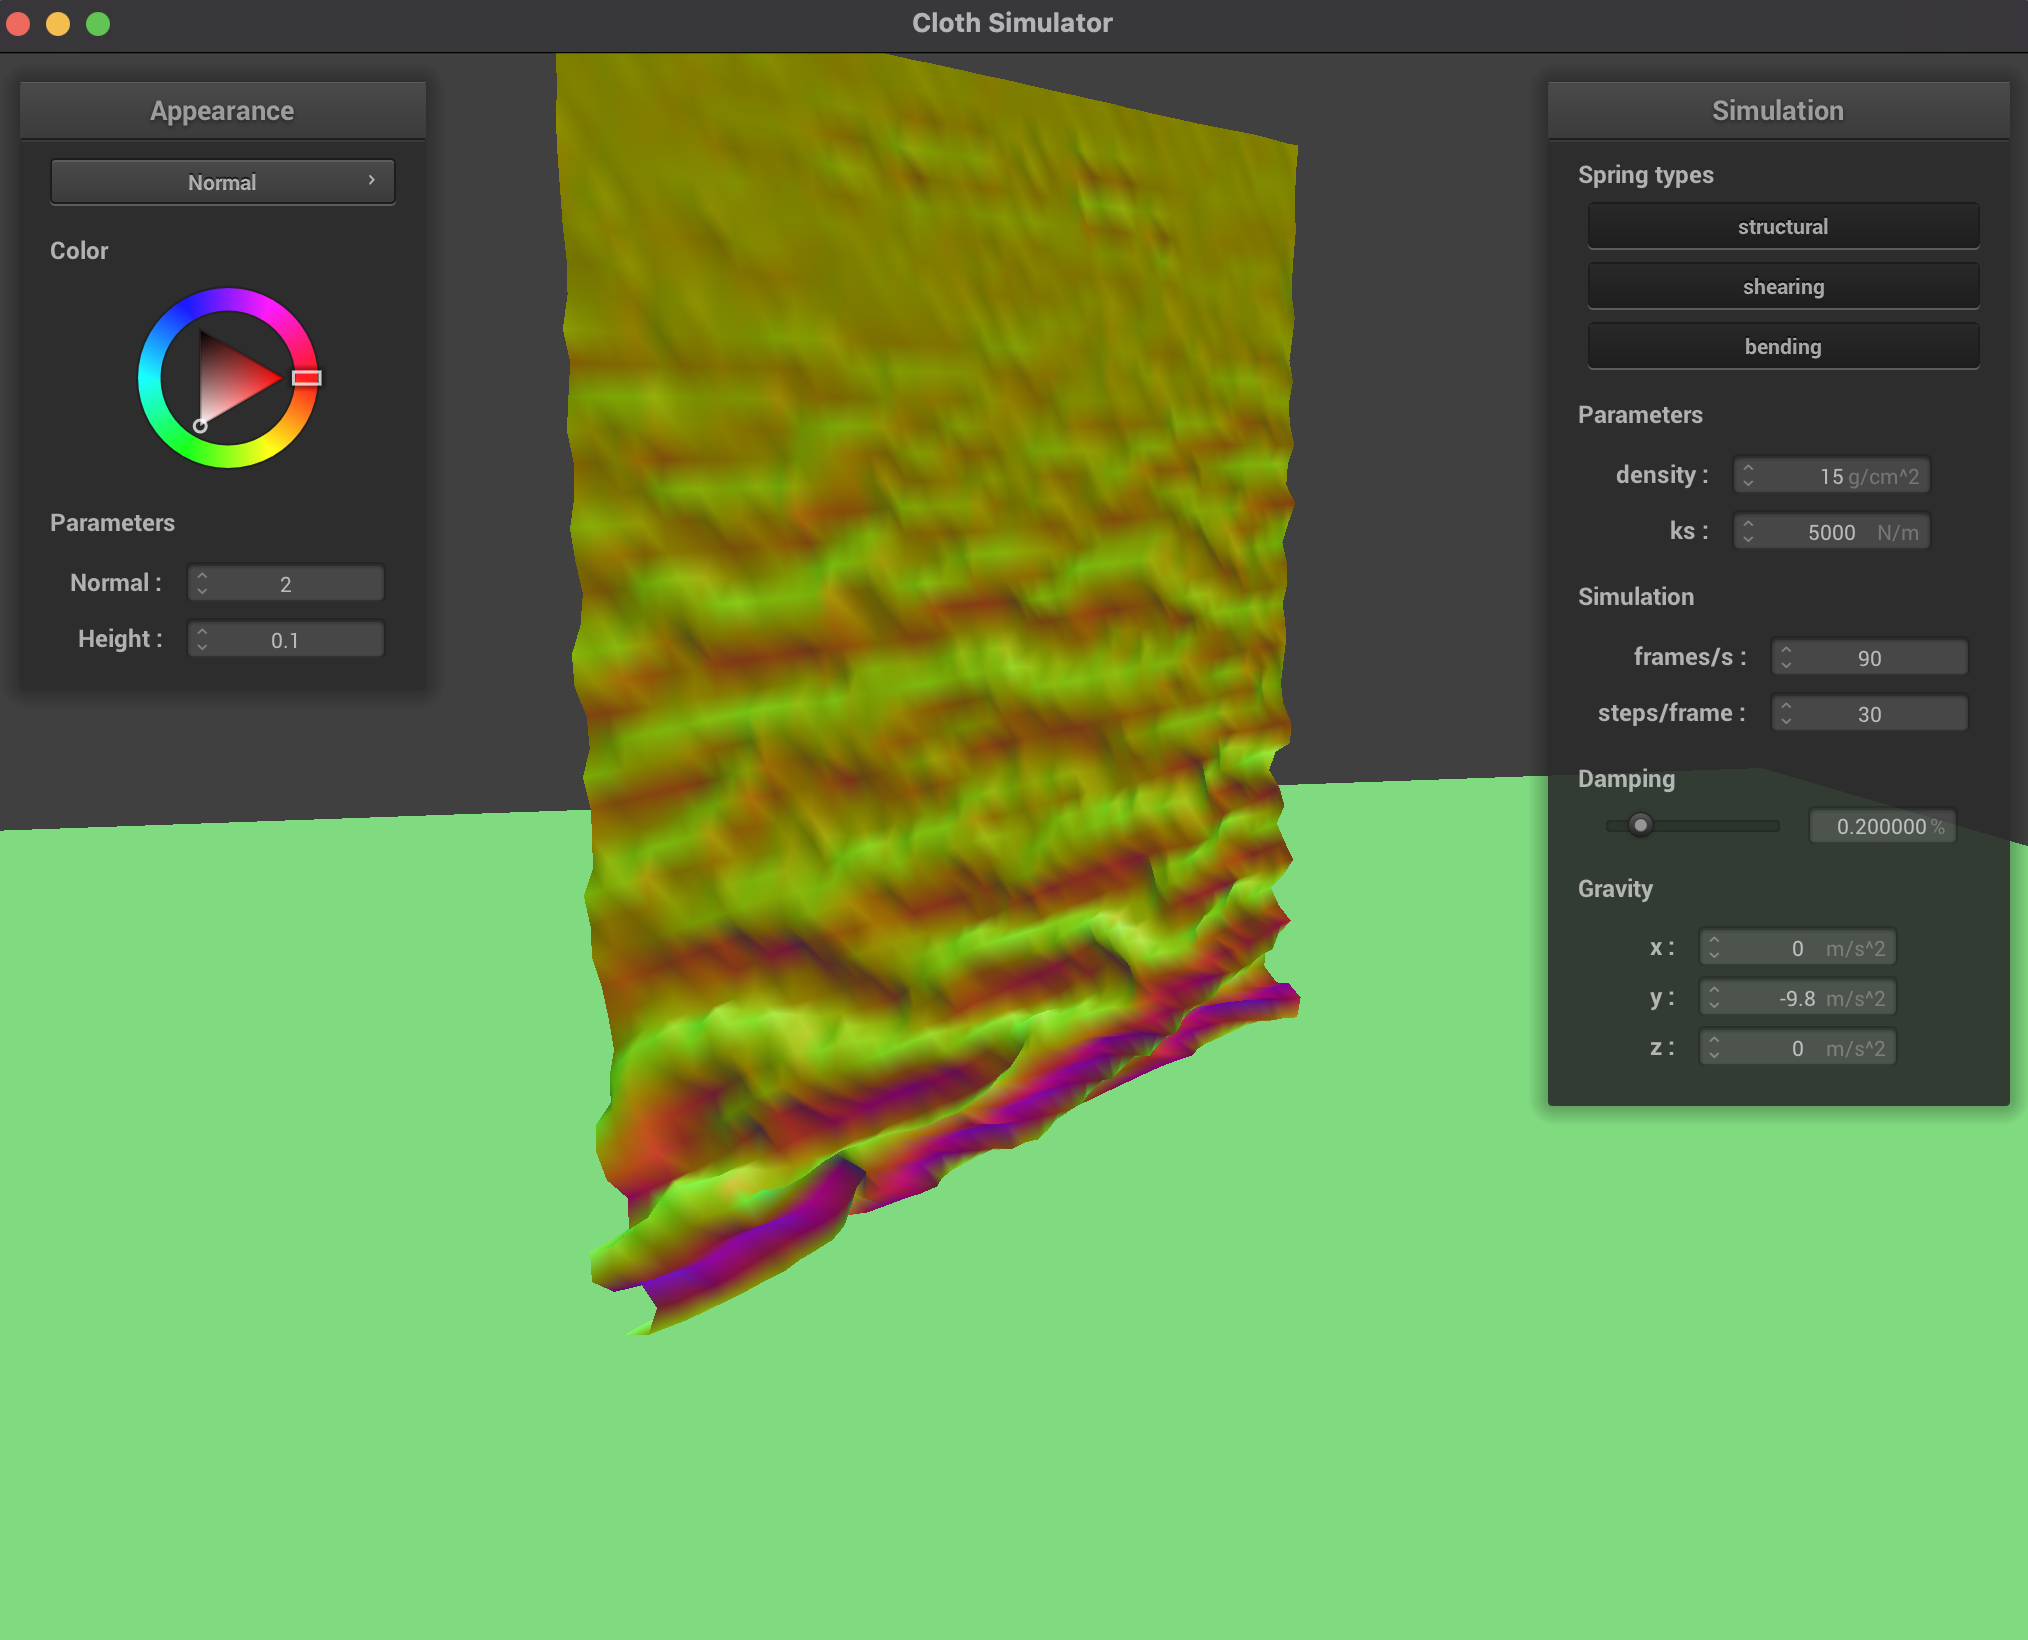 Cloth Simulator
Appearance
Normal
Color
Parameters
Normal : 2
Height : 0.1
Simulation
Spring types
structural
shearing
bending
Parameters
density : 15 g/cm^2
ks : 5000 N/m
Simulation
frames/s : 90
steps/frame : 30
Damping
0.200000 %
Gravity
x : 0 m/s^2
y : -9.8 m/s^2
z : 0 m/s^2